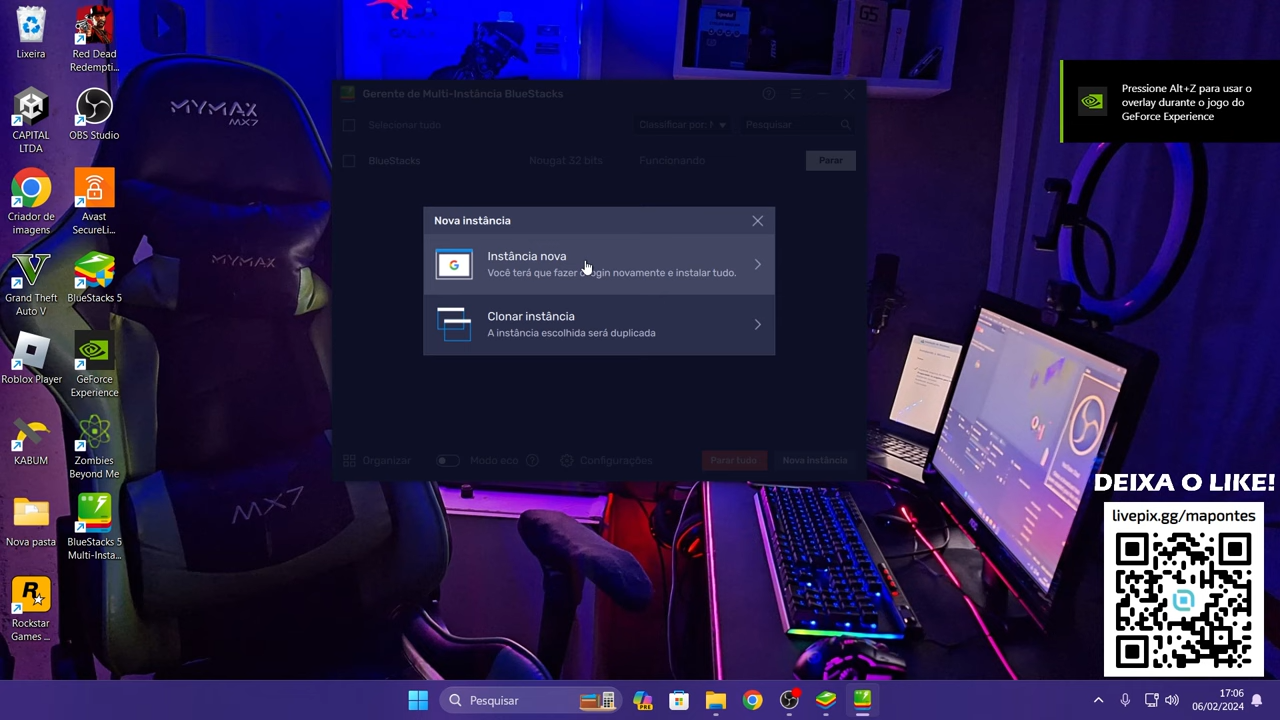 Lixeira
Red Dead
Redempti...
CAPITAL
LTDA
OBS Studio
Criador de
imagens
Avast
SecureLi...
Grand Theft
Auto V
BlueStacks 5
Roblox Player
GeForce
Experience
KABUM
Zombies
Beyond Me
Nova pasta
BlueStacks 5
Multi-Insta...
Rockstar
Games ...
MYMAX
MX7
MYMAX
MX7
G5
Gerente de Multi-Instância BlueStacks
Selecionar tudo
Classificar por:
Pesquisar
BlueStacks
Nougat 32 bits
Funcionando
Parar
Nova instância
Instância nova
Você terá que fazer o login novamente e instalar tudo.
Clonar instância
A instância escolhida será duplicada
Organizar
Modo eco
Configurações
Parar tudo
Nova instância
Pressione Alt+Z para usar o
overlay durante o jogo do
GeForce Experience
DEIXA O LIKE!
livepix.gg/mapontes
Pesquisar
PRE
17:06
06/02/2024